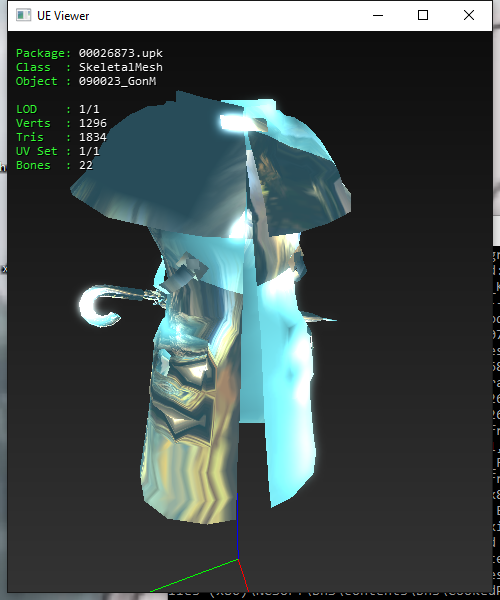 UE Viewer
Package: 00026873.upk
Class : SkeletalMesh
Object : 090023_GonM
LOD : 1/1
Verts : 1296
Tris : 1834
UV Set : 1/1
Bones : 22